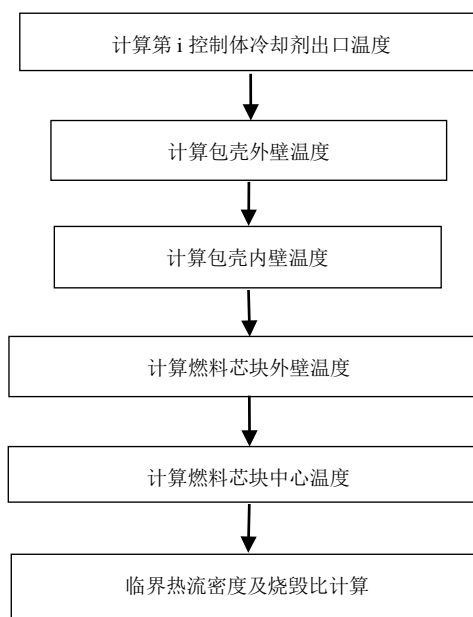 计算第 i 控制体冷却剂出口温度
计算包壳外壁温度
计算包壳内壁温度
计算燃料芯块外壁温度
计算燃料芯块中心温度
临界热流密度及烧毁比计算